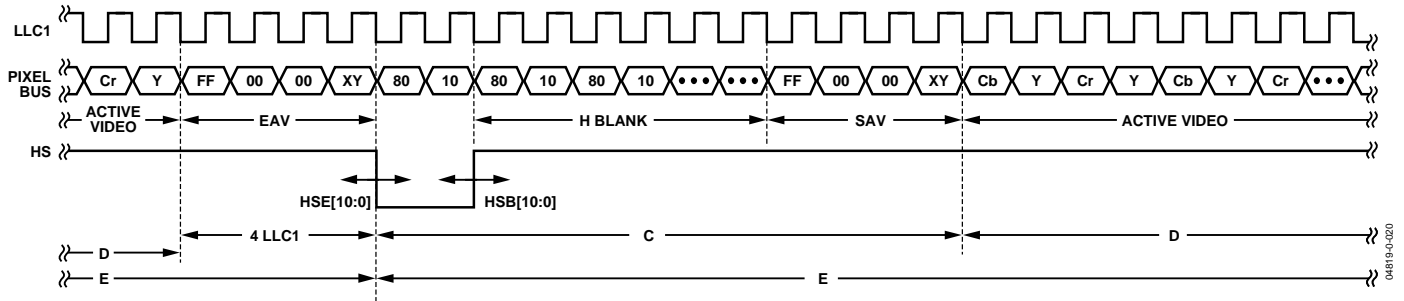 LLC1
PIXEL BUS Cr Y FF 00 00 XY 80 10 80 10 80 10 ••• ••• FF 00 00 XY Cb Y Cr Y Cb Y Cr •••
ACTIVE VIDEO EAV H BLANK SAV ACTIVE VIDEO
HS
HSE[10:0] HSB[10:0]
4 LLC1 C D
D
E E
04819-0-020